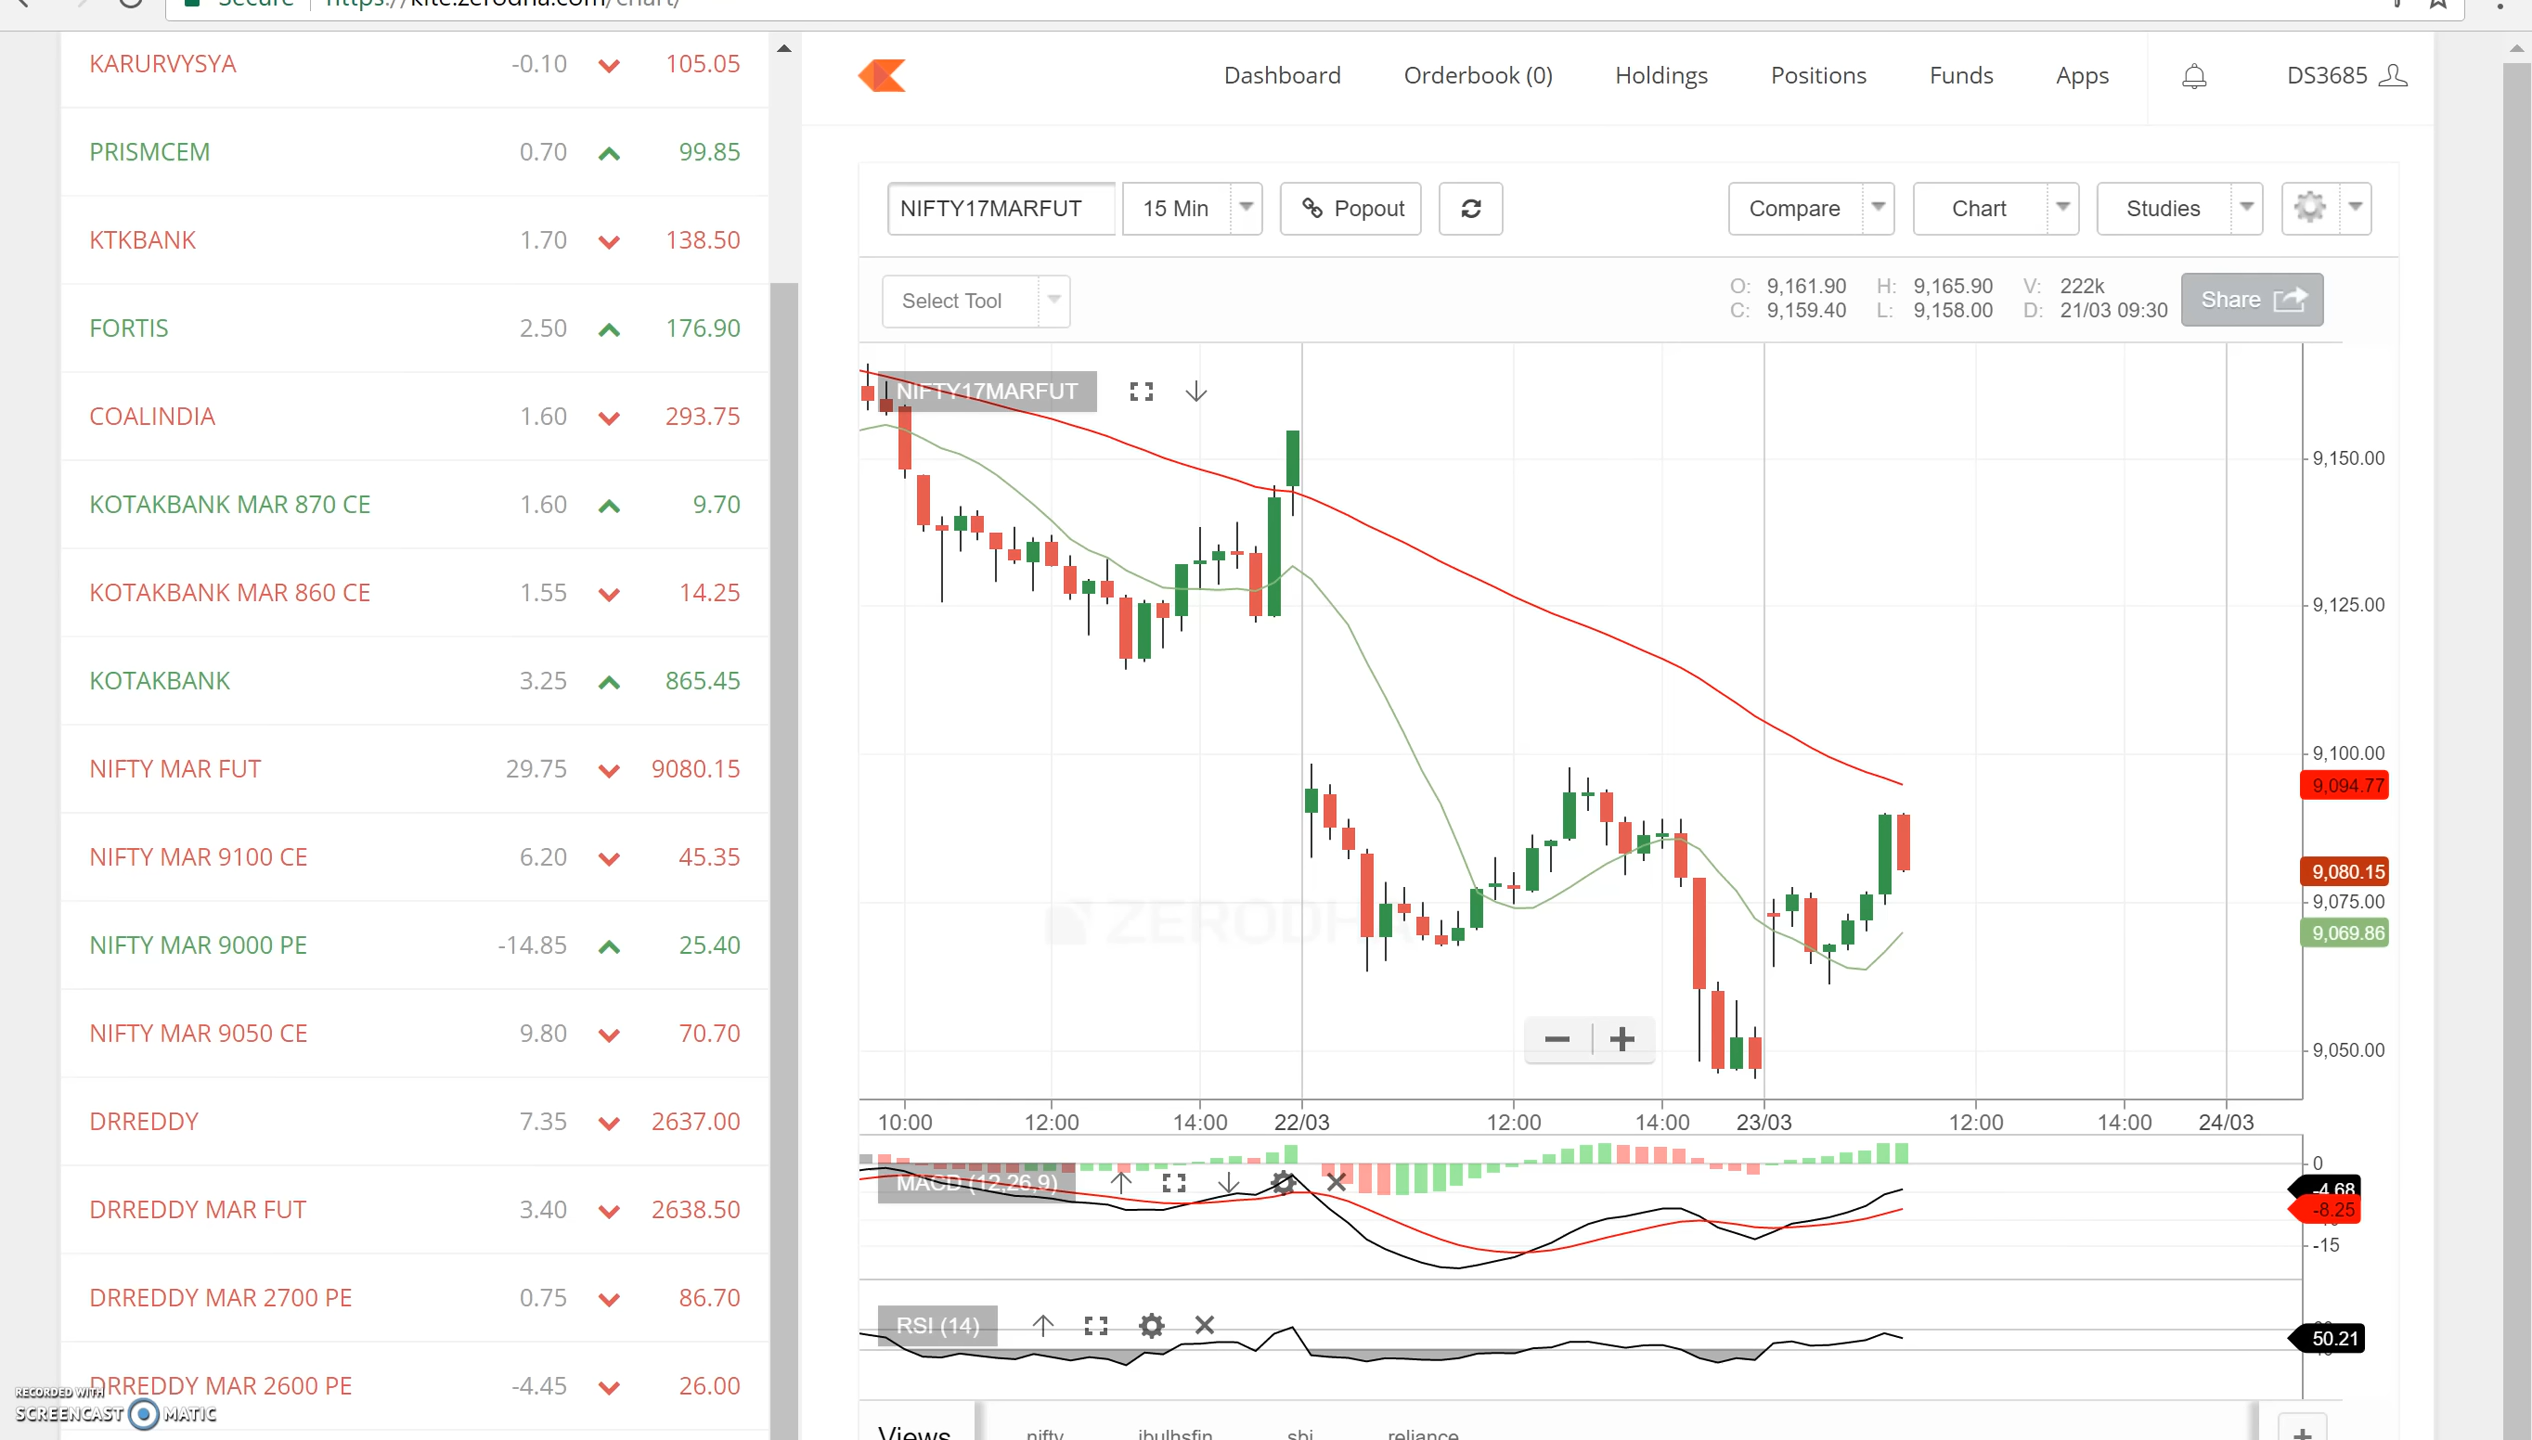 Secure https://kite.zerodha.com/chart/
KARURVYSYA -0.10 105.05
PRISMCEM 0.70 99.85
KTKBANK 1.70 138.50
FORTIS 2.50 176.90
COALINDIA 1.60 293.75
KOTAKBANK MAR 870 CE 1.60 9.70
KOTAKBANK MAR 860 CE 1.55 14.25
KOTAKBANK 3.25 865.45
NIFTY MAR FUT 29.75 9080.15
NIFTY MAR 9100 CE 6.20 45.35
NIFTY MAR 9000 PE -14.85 25.40
NIFTY MAR 9050 CE 9.80 70.70
DRREDDY 7.35 2637.00
DRREDDY MAR FUT 3.40 2638.50
DRREDDY MAR 2700 PE 0.75 86.70
DRREDDY MAR 2600 PE -4.45 26.00
RECORDED WITH
SCREENCAST MATIC
Dashboard Orderbook (0) Holdings Positions Funds Apps DS3685
NIFTY17MARFUT 15 Min Popout Compare Chart Studies
Select Tool
O: 9,161.90 H: 9,165.90 V: 222k
C: 9,159.40 L: 9,158.00 D: 21/03 09:30
Share
NIFTY17MARFUT
9,150.00
9,125.00
9,100.00
9,094.77
9,080.15
9,075.00
9,069.86
9,050.00
ZERODHA
10:00 12:00 14:00 22/03 12:00 14:00 23/03 12:00 14:00 24/03
MACD (12,26,9)
0
-4.68
-8.25
-15
RSI (14)
50.21
Views nifty ibulhsfin sbi reliance